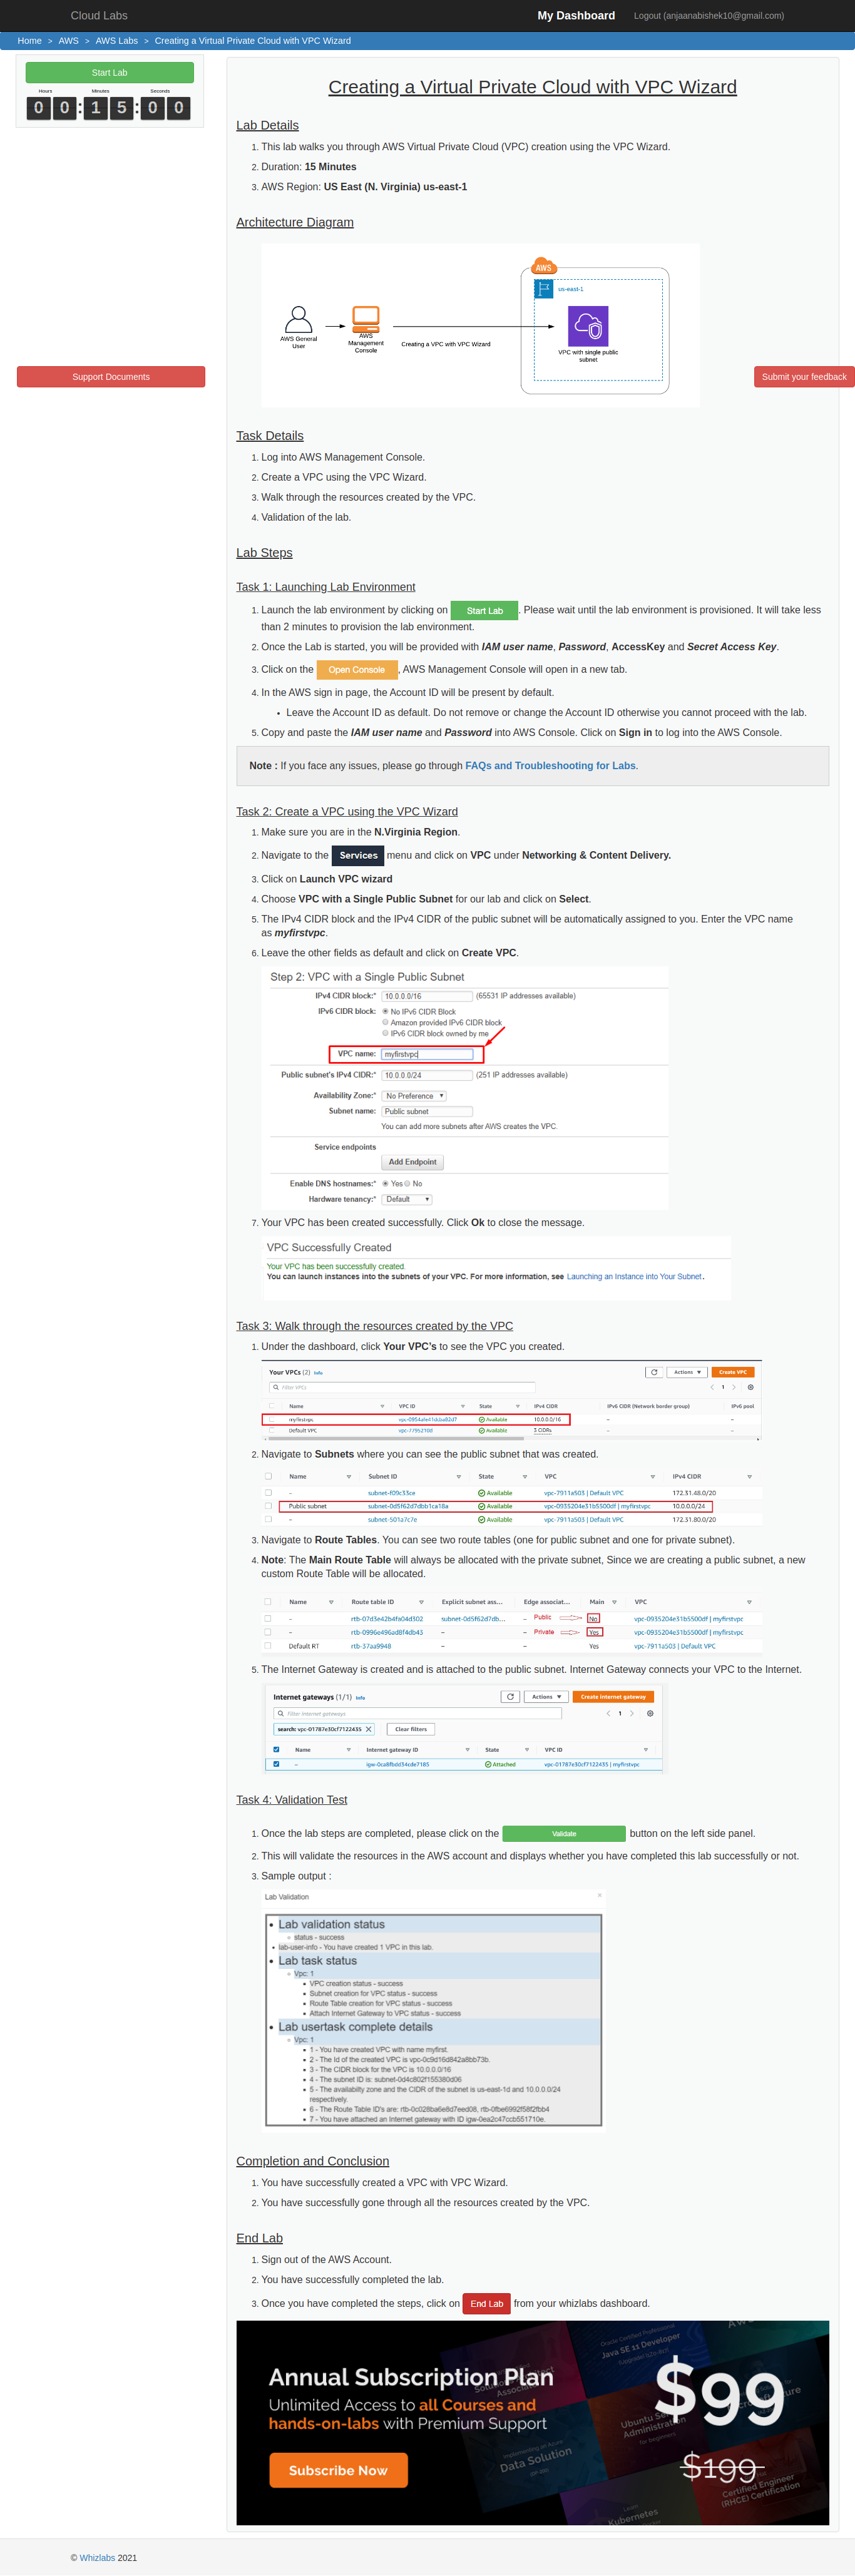 Cloud Labs
My Dashboard
Logout (anjaanabishek10@gmail.com)
Home > AWS > AWS Labs > Creating a Virtual Private Cloud with VPC Wizard
Start Lab
Hours Minutes Seconds
0 0 : 1 5 : 0 0
Support Documents
Submit your feedback
Creating a Virtual Private Cloud with VPC Wizard
Lab Details
1. This lab walks you through AWS Virtual Private Cloud (VPC) creation using the VPC Wizard.
2. Duration: 15 Minutes
3. AWS Region: US East (N. Virginia) us-east-1
Architecture Diagram
AWS
us-east-1
AWS General
User
AWS
Management
Console
Creating a VPC with VPC Wizard
VPC with single public
subnet
Task Details
1. Log into AWS Management Console.
2. Create a VPC using the VPC Wizard.
3. Walk through the resources created by the VPC.
4. Validation of the lab.
Lab Steps
Task 1: Launching Lab Environment
1. Launch the lab environment by clicking on Start Lab. Please wait until the lab environment is provisioned. It will take less
than 2 minutes to provision the lab environment.
2. Once the Lab is started, you will be provided with IAM user name, Password, AccessKey and Secret Access Key.
3. Click on the Open Console, AWS Management Console will open in a new tab.
4. In the AWS sign in page, the Account ID will be present by default.
• Leave the Account ID as default. Do not remove or change the Account ID otherwise you cannot proceed with the lab.
5. Copy and paste the IAM user name and Password into AWS Console. Click on Sign in to log into the AWS Console.
Note : If you face any issues, please go through FAQs and Troubleshooting for Labs.
Task 2: Create a VPC using the VPC Wizard
1. Make sure you are in the N.Virginia Region.
2. Navigate to the Services menu and click on VPC under Networking & Content Delivery.
3. Click on Launch VPC wizard
4. Choose VPC with a Single Public Subnet for our lab and click on Select.
5. The IPv4 CIDR block and the IPv4 CIDR of the public subnet will be automatically assigned to you. Enter the VPC name
as myfirstvpc.
6. Leave the other fields as default and click on Create VPC.
Step 2: VPC with a Single Public Subnet
IPv4 CIDR block:* 10.0.0.0/16 (65531 IP addresses available)
IPv6 CIDR block: No IPv6 CIDR Block
Amazon provided IPv6 CIDR block
IPv6 CIDR block owned by me
VPC name: myfirstvpc
Public subnet's IPv4 CIDR:* 10.0.0.0/24 (251 IP addresses available)
Availability Zone:* No Preference
Subnet name: Public subnet
You can add more subnets after AWS creates the VPC.
Service endpoints
Add Endpoint
Enable DNS hostnames:* Yes No
Hardware tenancy:* Default
7. Your VPC has been created successfully. Click Ok to close the message.
VPC Successfully Created
Your VPC has been successfully created.
You can launch instances into the subnets of your VPC. For more information, see Launching an Instance into Your Subnet.
Task 3: Walk through the resources created by the VPC
1. Under the dashboard, click Your VPC's to see the VPC you created.
Your VPCs (2) Info Actions Create VPC
Filter VPCs 1
Name VPC ID State IPv4 CIDR IPv6 CIDR (Network border group) IPv6 pool
myfirstvpc Available 10.0.0.0/16 – –
Default VPC vpc-7795210d Available 3 CIDRs – –
2. Navigate to Subnets where you can see the public subnet that was created.
Name Subnet ID State VPC IPv4 CIDR
– subnet-f09c33ce Available vpc-7911a503 | Default VPC 172.31.48.0/20
Public subnet subnet-0d5f62d7dbb1ca18a Available vpc-0935204e31b5500df | myfirstvpc 10.0.0.0/24
– subnet-501a7c7e Available vpc-7911a503 | Default VPC 172.31.80.0/20
3. Navigate to Route Tables. You can see two route tables (one for public subnet and one for private subnet).
4. Note: The Main Route Table will always be allocated with the private subnet, Since we are creating a public subnet, a new
custom Route Table will be allocated.
Name Route table ID Explicit subnet ass... Edge associat... Main VPC
– rtb-07d3e42b4fa04d302 subnet-0d5f62d7db... – Public No vpc-0935204e31b5500df | myfirstvpc
– rtb-0996e496ad8f4db43 – – Private Yes vpc-0935204e31b5500df | myfirstvpc
Default RT rtb-37aa9948 – – Yes vpc-7911a503 | Default VPC
5. The Internet Gateway is created and is attached to the public subnet. Internet Gateway connects your VPC to the Internet.
Internet gateways (1/1) Info Actions Create internet gateway
Filter internet gateways 1
search: vpc-01787e30cf7122435 Clear filters
Name Internet gateway ID State VPC ID
– igw-0ca8fbdd34cde7185 Attached vpc-01787e30cf7122435 | myfirstvpc
Task 4: Validation Test
1. Once the lab steps are completed, please click on the Validate button on the left side panel.
2. This will validate the resources in the AWS account and displays whether you have completed this lab successfully or not.
3. Sample output :
Lab Validation ×
• Lab validation status
status - success
• lab-user-info - You have created 1 VPC in this lab.
• Lab task status
Vpc: 1
VPC creation status - success
Subnet creation for VPC status - success
Route Table creation for VPC status - success
Attach Internet Gateway to VPC status - success
• Lab usertask complete details
Vpc: 1
1 - You have created VPC with name myfirst.
2 - The Id of the created VPC is vpc-0c9d16d842a8bb73b.
3 - The CIDR block for the VPC is 10.0.0.0/16
4 - The subnet ID is: subnet-0d4c802f155380d06
5 - The availabilty zone and the CIDR of the subnet is us-east-1d and 10.0.0.0/24
respectively.
6 - The Route Table ID's are: rtb-0c028ba6e8d7eed08, rtb-0fbe6992f58f2fbb4
7 - You have attached an Internet gateway with ID igw-0ea2c47ccb551710e.
Completion and Conclusion
1. You have successfully created a VPC with VPC Wizard.
2. You have successfully gone through all the resources created by the VPC.
End Lab
1. Sign out of the AWS Account.
2. You have successfully completed the lab.
3. Once you have completed the steps, click on End Lab from your whizlabs dashboard.
Annual Subscription Plan
Unlimited Access to all Courses and
hands-on-labs with Premium Support
Subscribe Now
$99
$199
Java SE 11 Developer
Data Solution
Kubernetes
Certified Engineer
(RHCE) Certification
© Whizlabs 2021